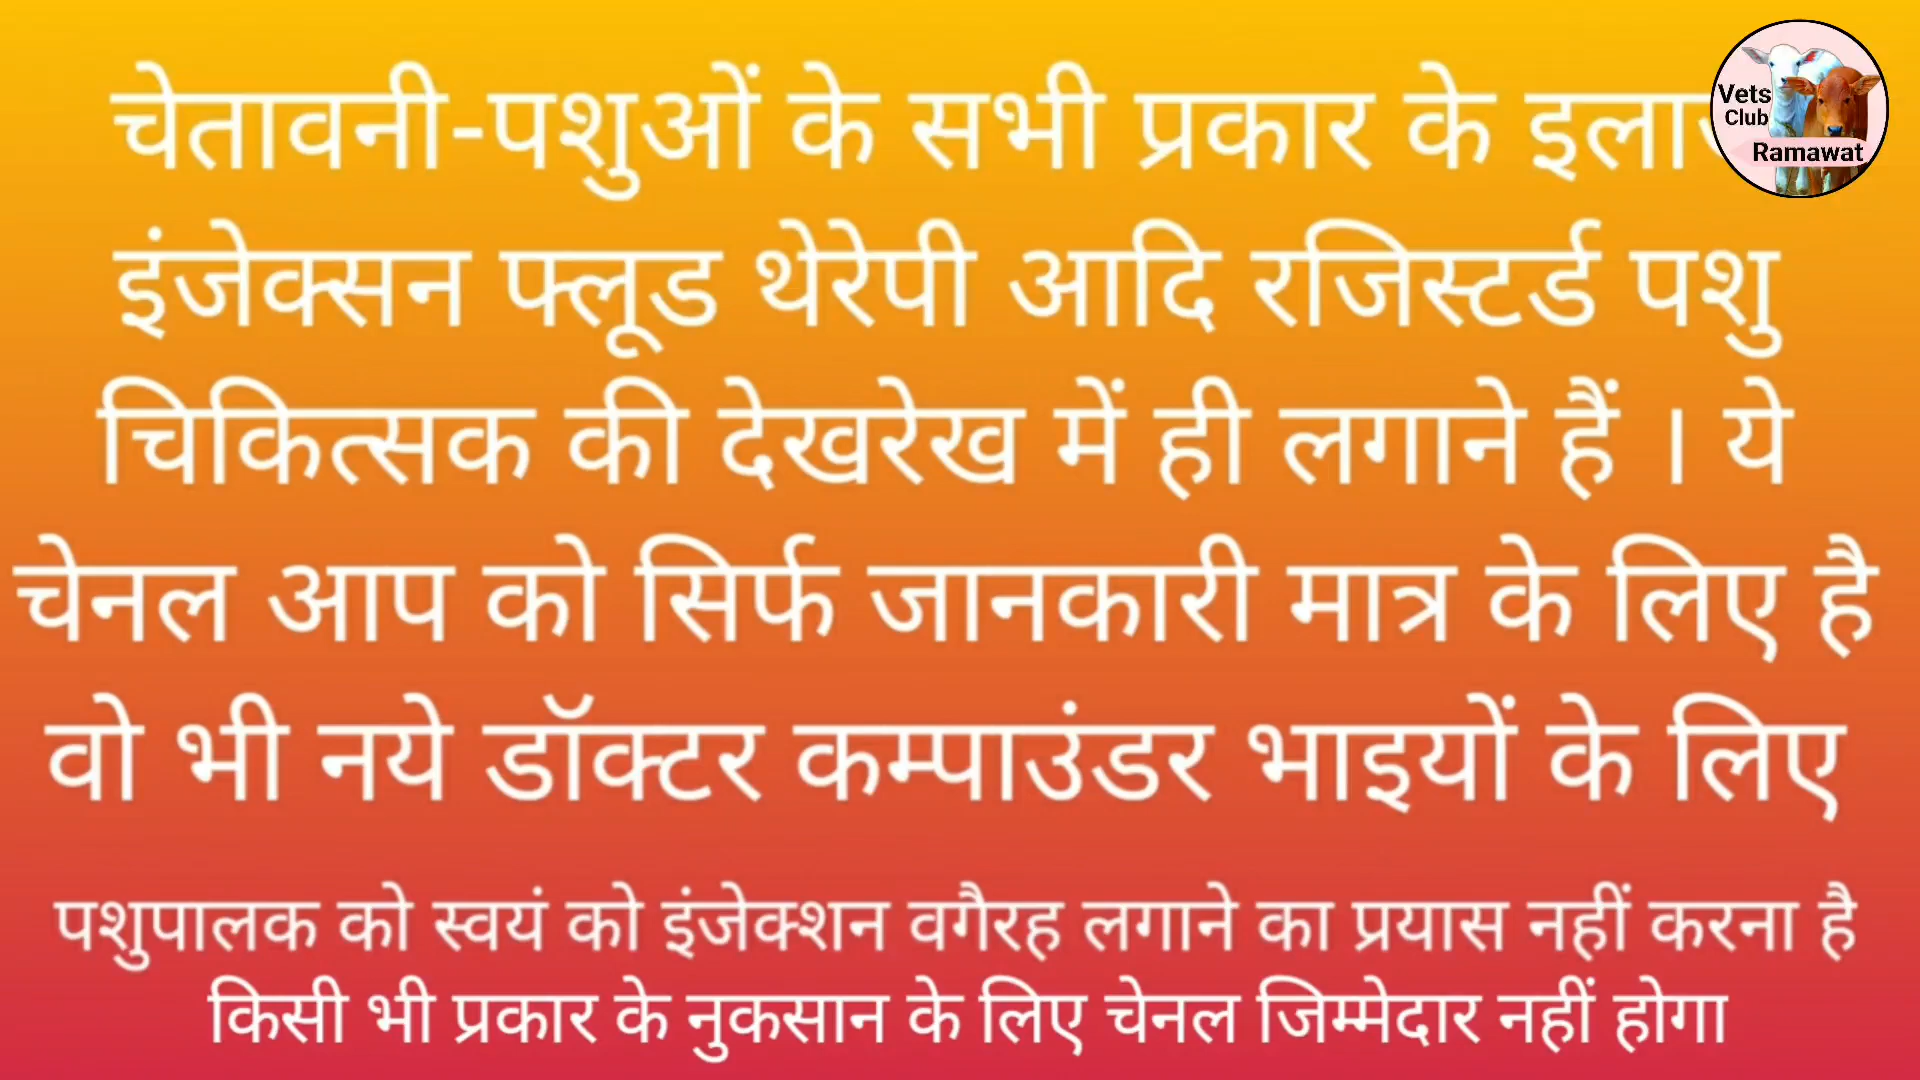 चेतावनी-पशुओं के सभी प्रकार के
इंजेक्सन फ्लूड थेरेपी आदि रजिस्टर्ड पशु
चिकित्सक की देखरेख में ही लगाने हैं । ये
चेनल आप को सिर्फ जानकारी मात्र के लिए है
वो भी नये डॉक्टर कम्पाउंडर भाइयों के लिए
पशुपालक को स्वयं को इंजेक्शन वगैरह लगाने का प्रयास नहीं करना है
किसी भी प्रकार के नुकसान के लिए चेनल जिम्मेदार नहीं होगा
Vets
Club
Ramawat